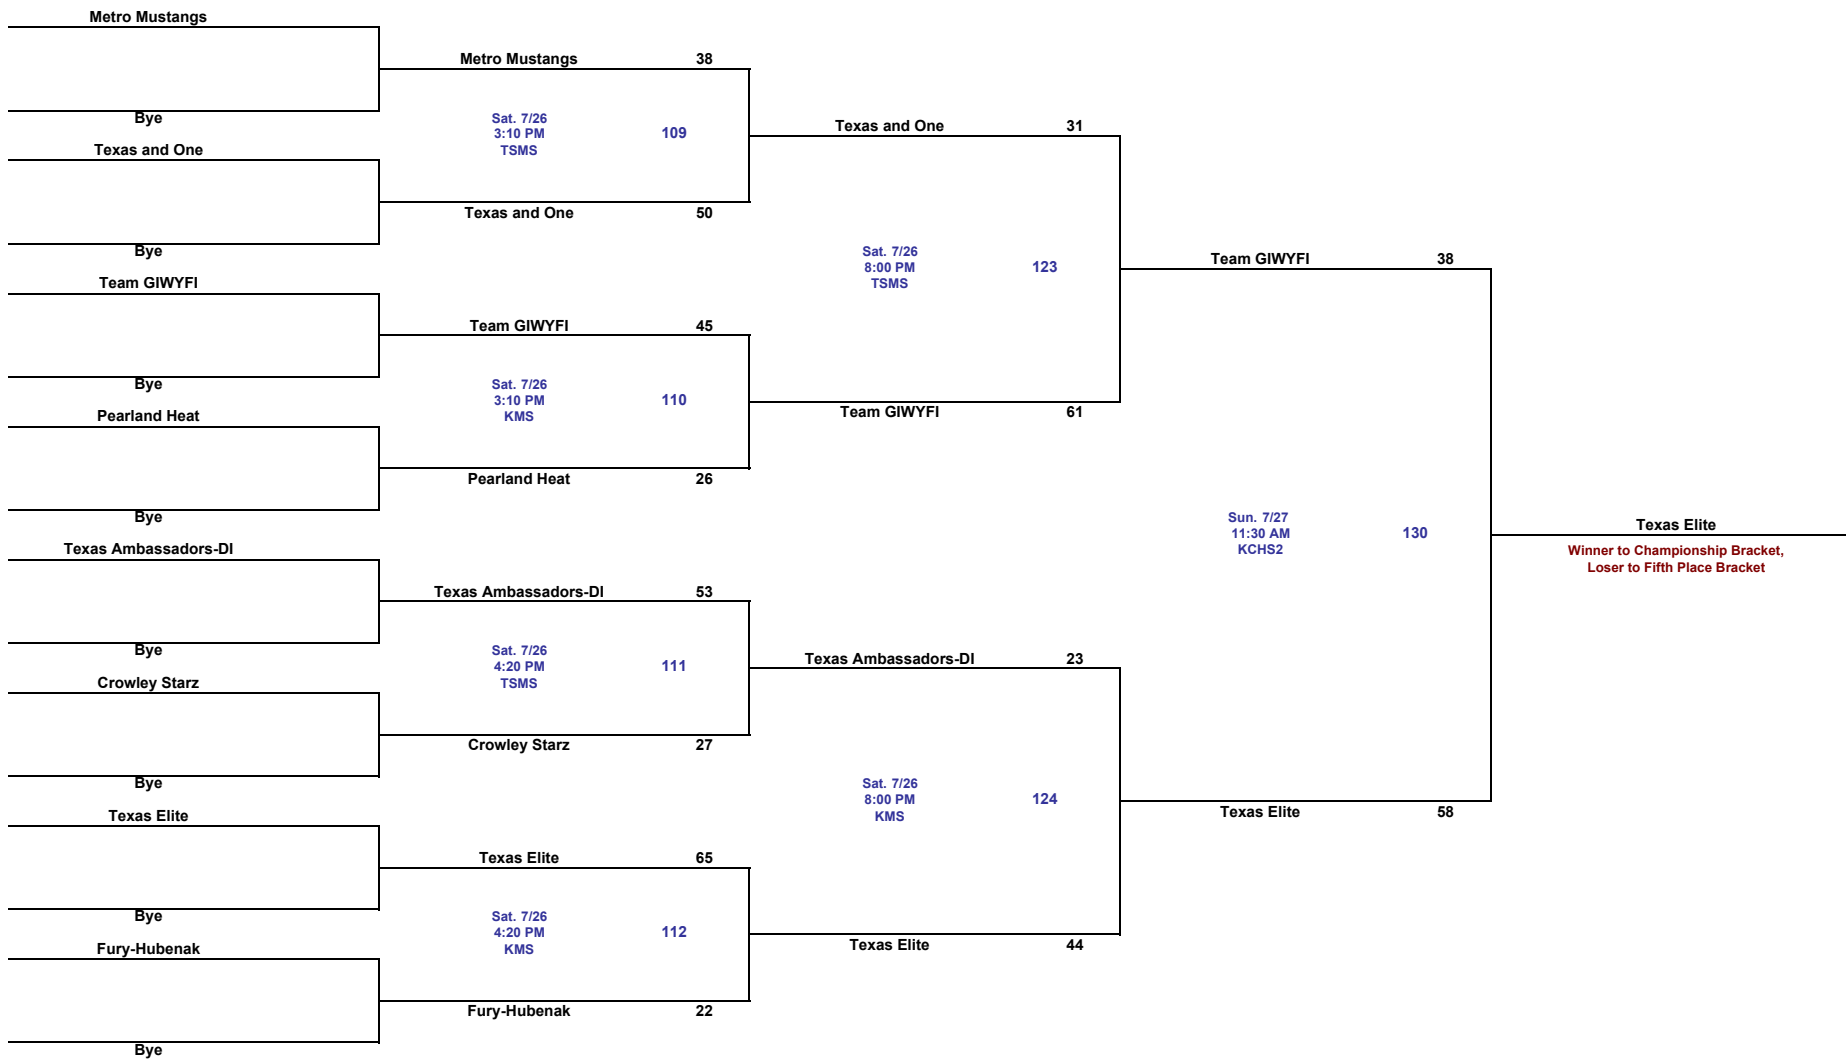 Metro Mustangs
Bye
Texas and One
Bye
Team GIWYFI
Bye
Pearland Heat
Bye
Texas Ambassadors-DI
Bye
Crowley Starz
Bye
Texas Elite
Bye
Fury-Hubenak
Bye
Metro Mustangs 38
Sat. 7/26
3:10 PM 109
TSMS
Texas and One 50
Team GIWYFI 45
Sat. 7/26
3:10 PM 110
KMS
Pearland Heat 26
Texas Ambassadors-DI 53
Sat. 7/26
4:20 PM 111
TSMS
Crowley Starz 27
Texas Elite 65
Sat. 7/26
4:20 PM 112
KMS
Fury-Hubenak 22
Texas and One 31
Sat. 7/26
8:00 PM 123
TSMS
Team GIWYFI 61
Texas Ambassadors-DI 23
Sat. 7/26
8:00 PM 124
KMS
Texas Elite 44
Team GIWYFI 38
Sun. 7/27
11:30 AM 130
KCHS2
Texas Elite 58
Texas Elite
Winner to Championship Bracket,
Loser to Fifth Place Bracket